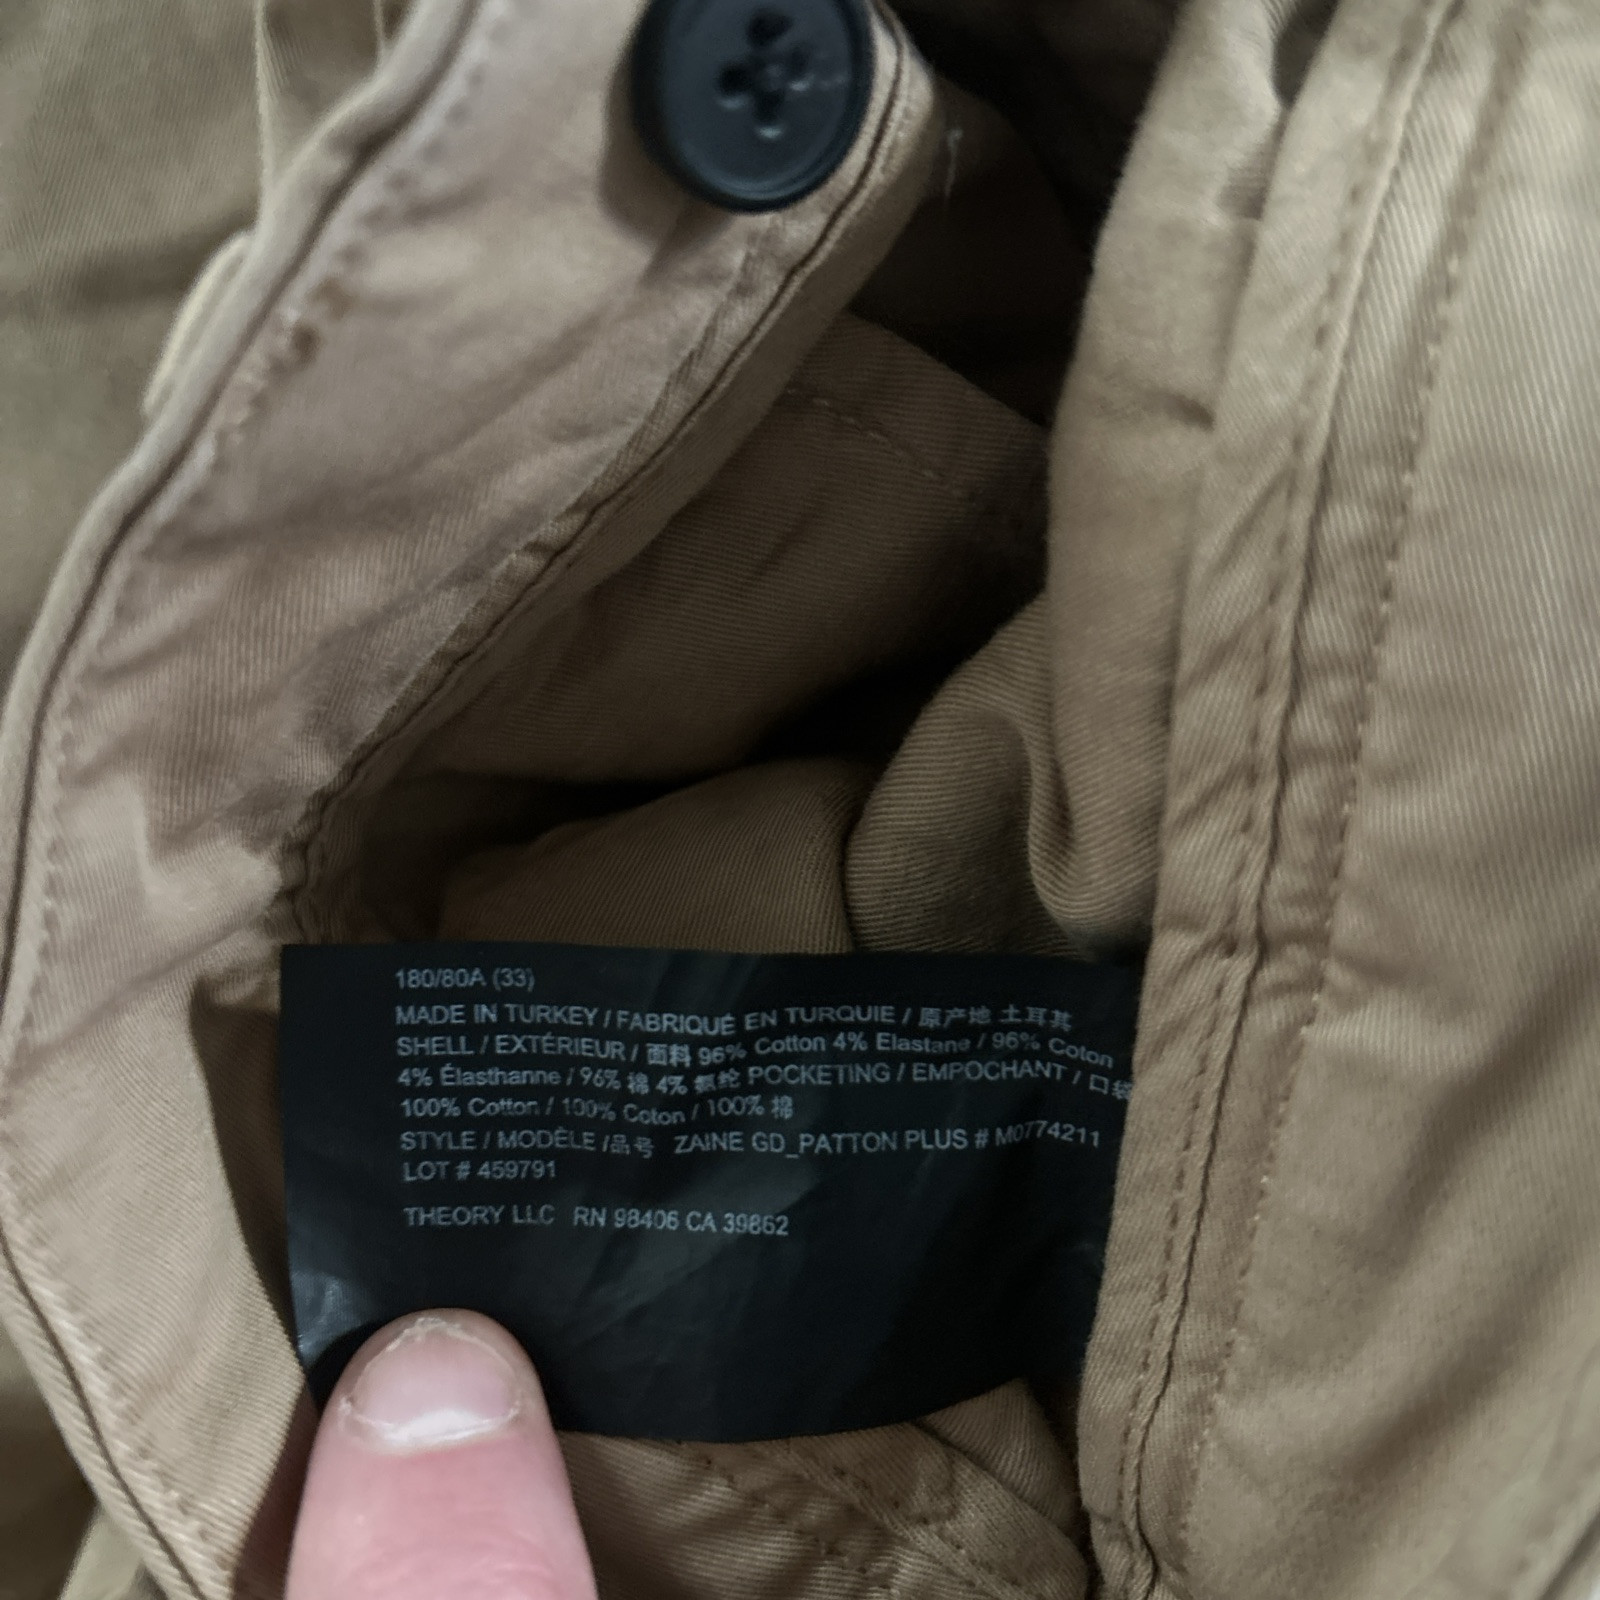 180/80A (33)
MADE IN TURKEY / FABRIQUÉ EN TURQUIE / 原产地 土耳其
SHELL / EXTÉRIEUR / 面料 96% Cotton 4% Elastane / 96% Coton
4% Élasthanne / 96% 棉 4% 氨纶 POCKETING / EMPOCHANT / 口袋
100% Cotton / 100% Coton / 100% 棉
STYLE / MODÈLE /品号 ZAINE GD_PATTON PLUS # M0774211
LOT # 459791
THEORY LLC RN 98406 CA 39862